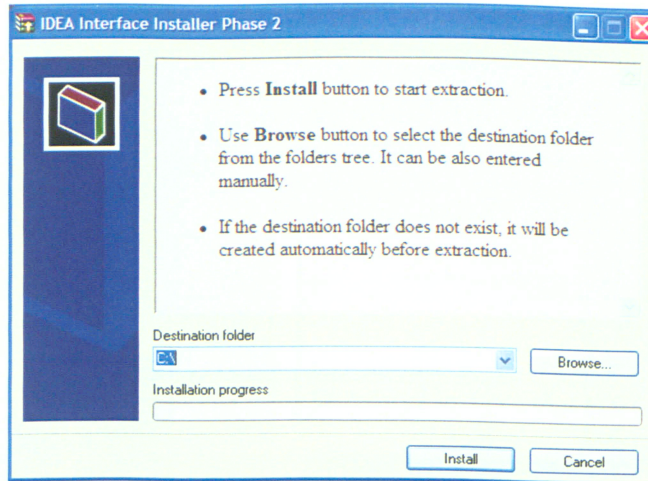 IDEA Interface Installer Phase 2
• Press Install button to start extraction.
• Use Browse button to select the destination folder
from the folders tree. It can be also entered
manually.
• If the destination folder does not exist, it will be
created automatically before extraction.
Destination folder
C:\
Browse...
Installation progress
Install
Cancel